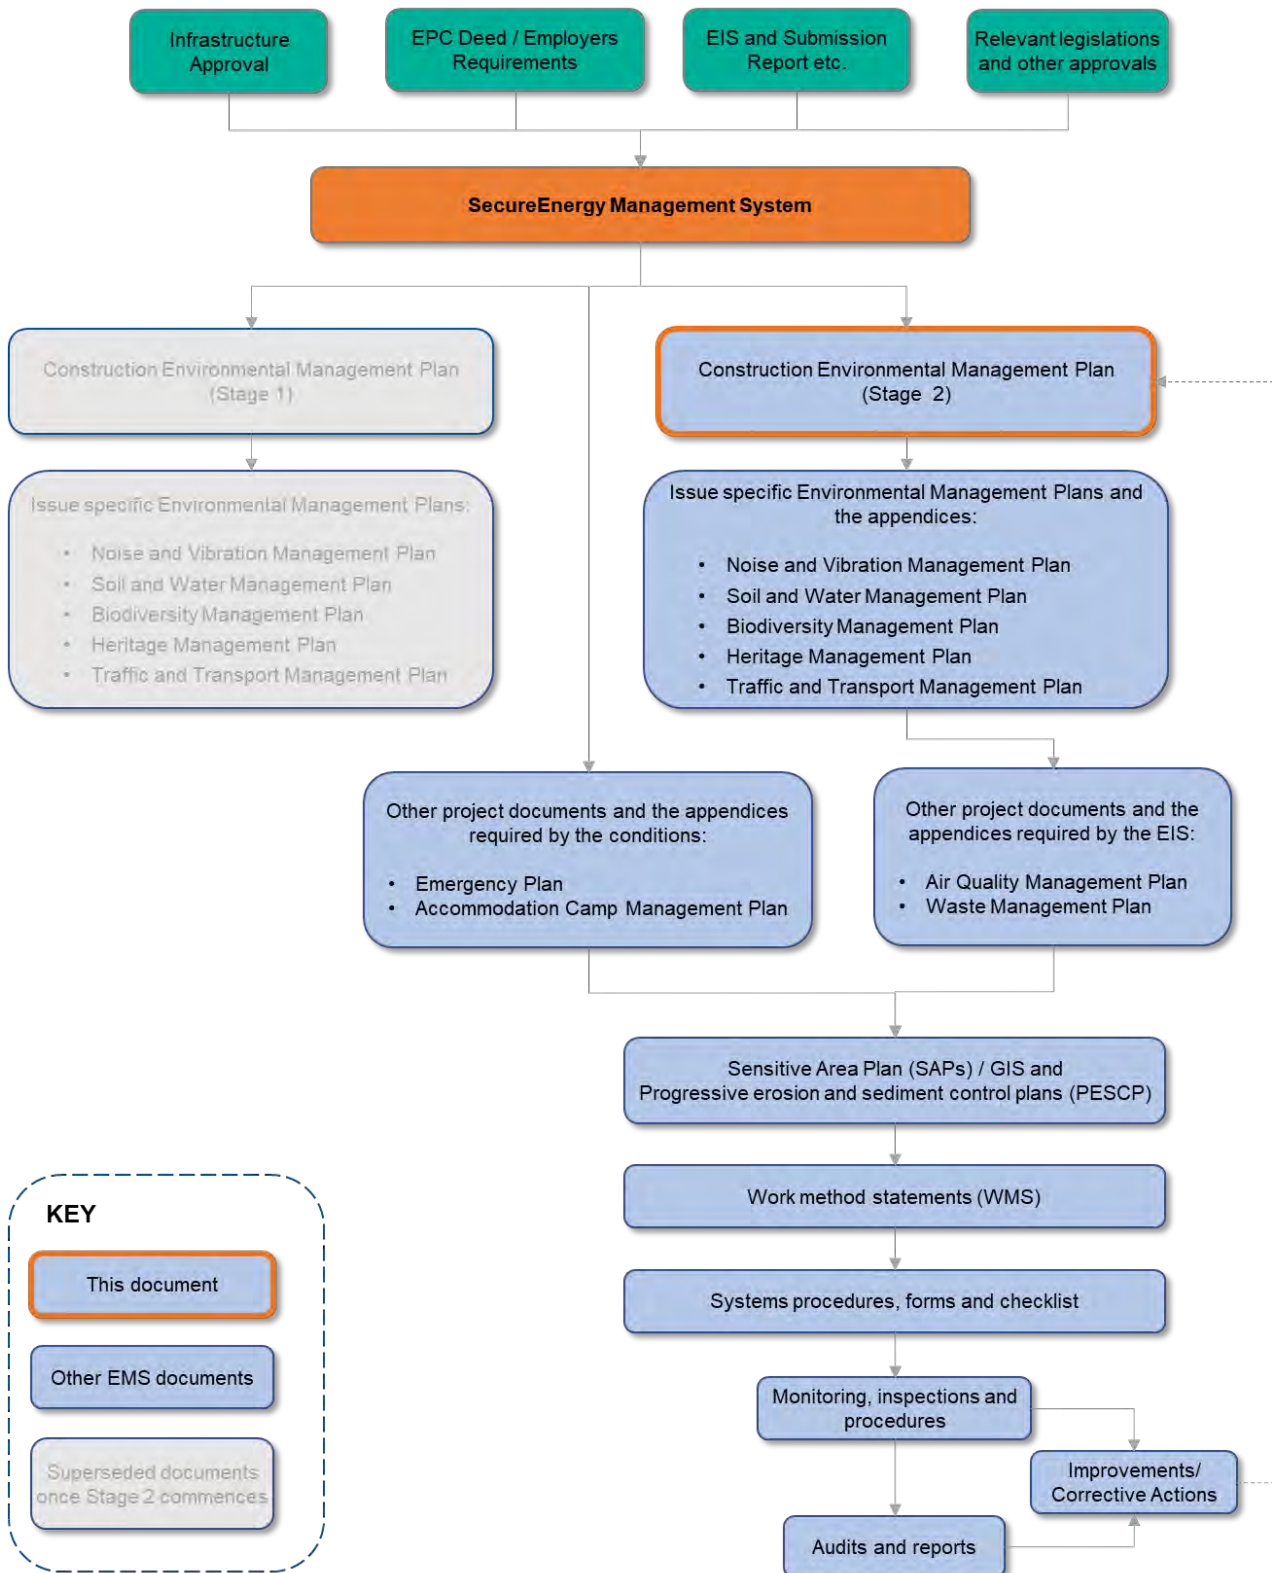 Infrastructure
Approval
EPC Deed / Employers
Requirements
EIS and Submission
Report etc.
Relevant legislations
and other approvals
SecureEnergy Management System
Construction Environmental Management Plan
(Stage 1)
Construction Environmental Management Plan
(Stage 2)
Issue specific Environmental Management Plans:
• Noise and Vibration Management Plan
• Soil and Water Management Plan
• Biodiversity Management Plan
• Heritage Management Plan
• Traffic and Transport Management Plan
Issue specific Environmental Management Plans and
the appendices:
• Noise and Vibration Management Plan
• Soil and Water Management Plan
• Biodiversity Management Plan
• Heritage Management Plan
• Traffic and Transport Management Plan
Other project documents and the appendices
required by the conditions:
• Emergency Plan
• Accommodation Camp Management Plan
Other project documents and the
appendices required by the EIS:
• Air Quality Management Plan
• Waste Management Plan
Sensitive Area Plan (SAPs) / GIS and
Progressive erosion and sediment control plans (PESCP)
Work method statements (WMS)
Systems procedures, forms and checklist
Monitoring, inspections and
procedures
Improvements/
Corrective Actions
Audits and reports
KEY
This document
Other EMS documents
Superseded documents
once Stage 2 commences